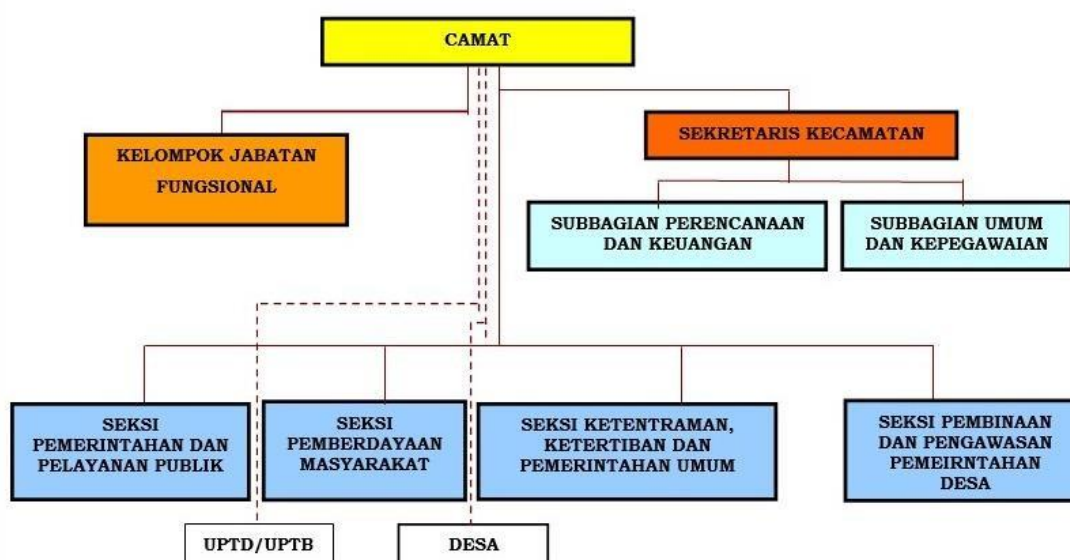 CAMAT
KELOMPOK JABATAN
FUNGSIONAL
SEKRETARIS KECAMATAN
SUBBAGIAN PERENCANAAN
DAN KEUANGAN
SUBBAGIAN UMUM
DAN KEPEGAWAIAN
SEKSI
PEMERINTAHAN DAN
PELAYANAN PUBLIK
SEKSI
PEMBERDAYAAN
MASYARAKAT
SEKSI KETENTRAMAN,
KETERTIBAN DAN
PEMERINTAHAN UMUM
SEKSI PEMBINAAN
DAN PENGAWASAN
PEMEIRNTAHAN
DESA
UPTD/UPTB
DESA